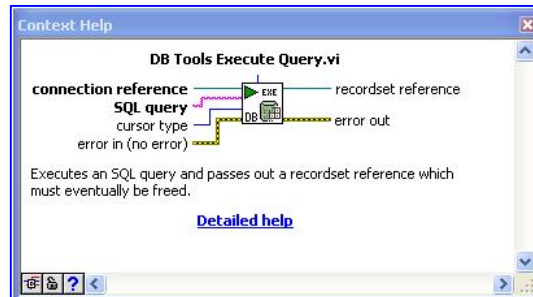 Context Help
DB Tools Execute Query.vi
connection reference
recordset reference
EXE
SQL query
cursor type
DB
error out
error in (no error)
Executes an SQL query and passes out a recordset reference which
must eventually be freed.
Detailed help
?